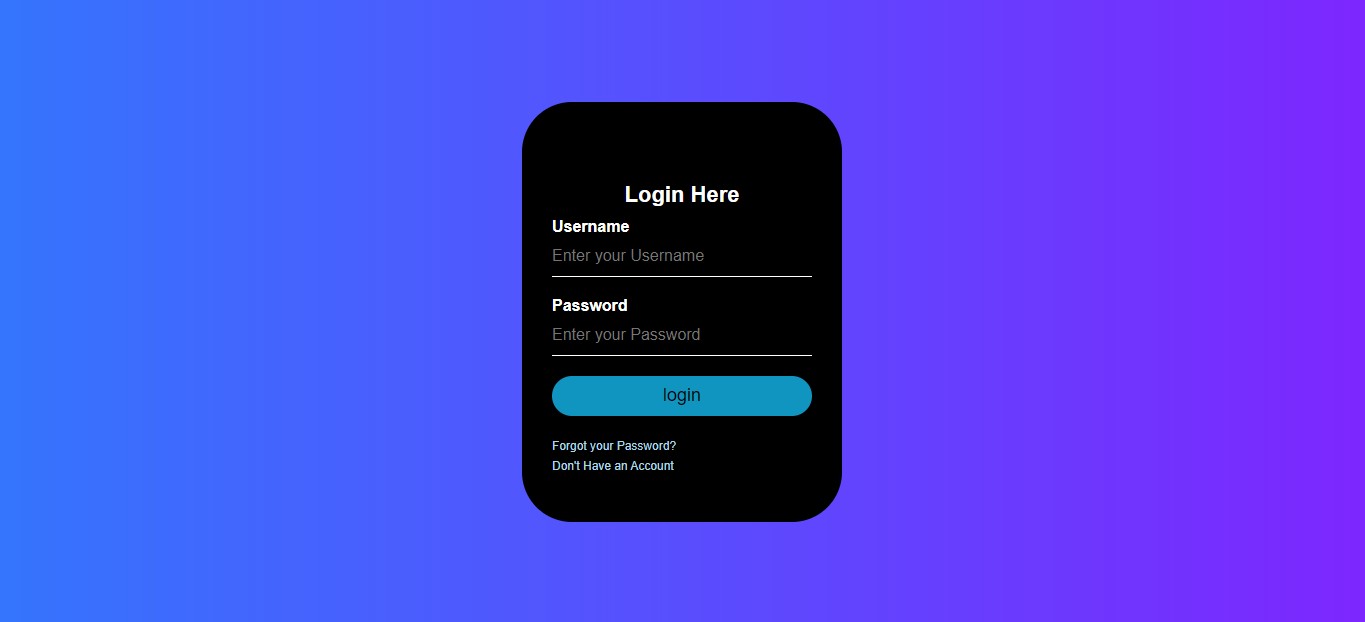 Login Here
Username
Enter your Username
Password
Enter your Password
login
Forgot your Password?
Don't Have an Account